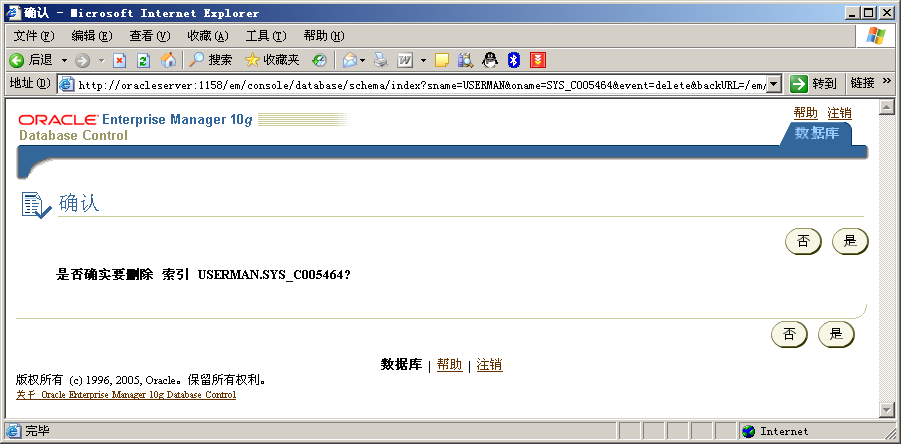 确认 - Microsoft Internet Explorer
文件(F) 编辑(E) 查看(V) 收藏(A) 工具(T) 帮助(H)
后退 搜索 收藏夹
地址(D) http://oracleserver:1158/em/console/database/schema/index?sname=USERMAN&oname=SYS_C005464&event=delete&backURL=/em/ 转到 链接 »
ORACLE Enterprise Manager 10g
Database Control
帮助 注销
数据库
确认
否 是
是否确实要删除 索引 USERMAN.SYS_C005464?
否 是
数据库 | 帮助 | 注销
版权所有 (c) 1996, 2005, Oracle。保留所有权利。
关于 Oracle Enterprise Manager 10g Database Control
完毕 Internet